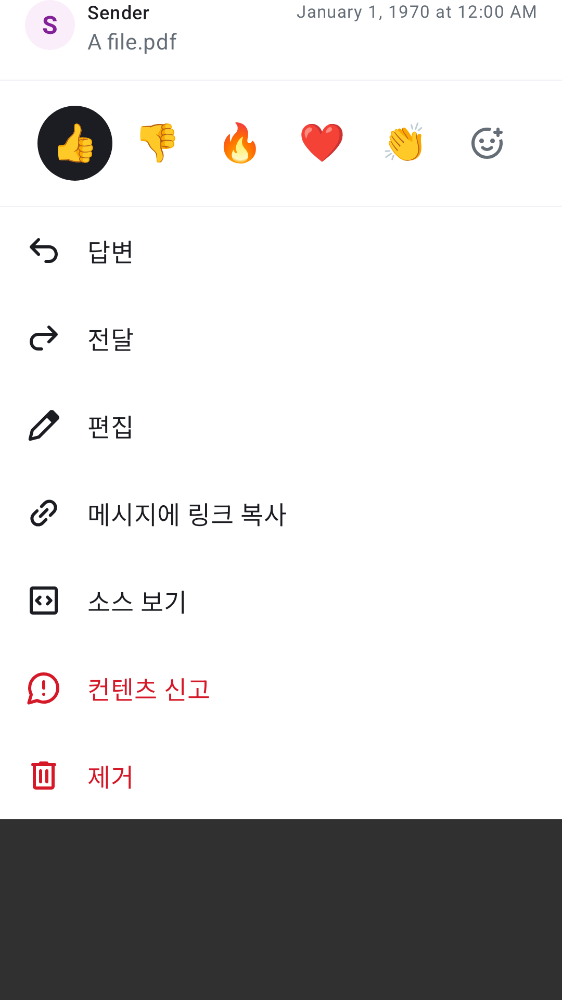 S
Sender
January 1, 1970 at 12:00 AM
A file.pdf
답변
전달
편집
메시지에 링크 복사
소스 보기
컨텐츠 신고
제거